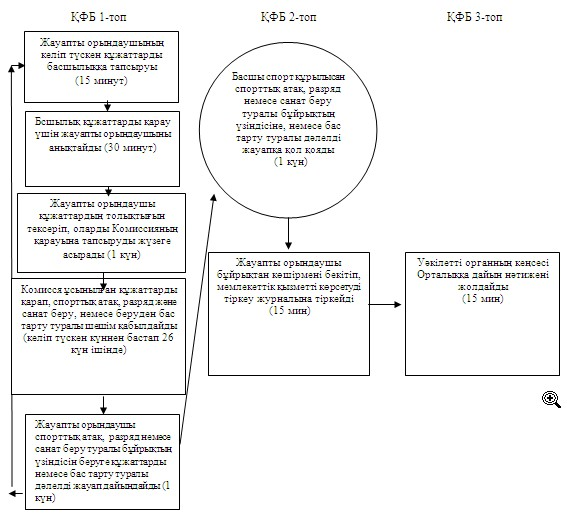 ҚФБ 1-топ
ҚФБ 2-топ
ҚФБ 3-топ
Жауапты орындаушының
келіп түскен құжаттарды
басшылыққа тапсыруы
(15 минут)
Бсшылық құжаттарды қарау
үшін жауапты орындаушыны
анықтайды (30 минут)
Жауапты орындаушы
құжаттардың толықтығын
тексеріп, оларды Комиссияның
қарауына тапсыруды жүзеге
асырады (1 күн)
Комисся ұсынылған құжаттарды
қарап, спорттық атақ, разряд және
санат беру, немесе беруден бас
тарту туралы шешім қабылдайды
(келіп түскен күннен бастап 26
күн ішінде)
Жауапты орындаушы
спорттық атақ, разряд немесе
санат беру туралы бұйрықтың
үзіндісін беруге құжаттарды
немесе бас тарту туралы
дәлелді жауап дайындайды (1
күн)
Басшы спорт құрылысан
спорттық атақ, разряд
немесе санат беру
туралы бұйрықтың
үзіндісіне, немесе бас
тарту туралы дәлелді
жауапқа қол қояды
(1 күн)
Жауапты орындаушы
бұйрықтан көшірмені бекітіп,
мемлекеттік қызметті көрсетуді
тіркеу журналына тіркейді
(15 мин)
Уәкілетті органның кеңсесі
Орталыққа дайын нәтижені
жолдайды
(15 мин)